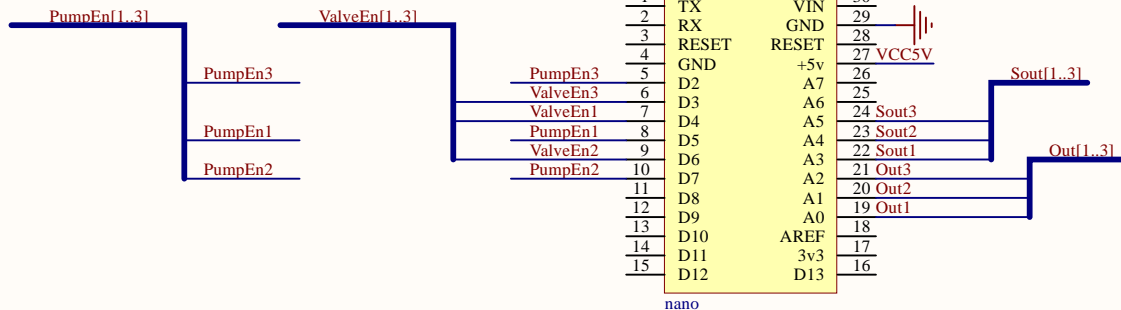 1 TX VIN 30
PumpEn[1..3] ValveEn[1..3] 2 RX GND 29
3 RESET RESET 28
4 GND +5v 27 VCC5V
PumpEn3 PumpEn3 5 D2 A7 26 Sout[1..3]
ValveEn3 6 D3 A6 25
ValveEn1 7 D4 A5 24 Sout3
PumpEn1 PumpEn1 8 D5 A4 23 Sout2
ValveEn2 9 D6 A3 22 Sout1 Out[1..3]
PumpEn2 PumpEn2 10 D7 A2 21 Out3
11 D8 A1 20 Out2
12 D9 A0 19 Out1
13 D10 AREF 18
14 D11 3v3 17
15 D12 D13 16
nano